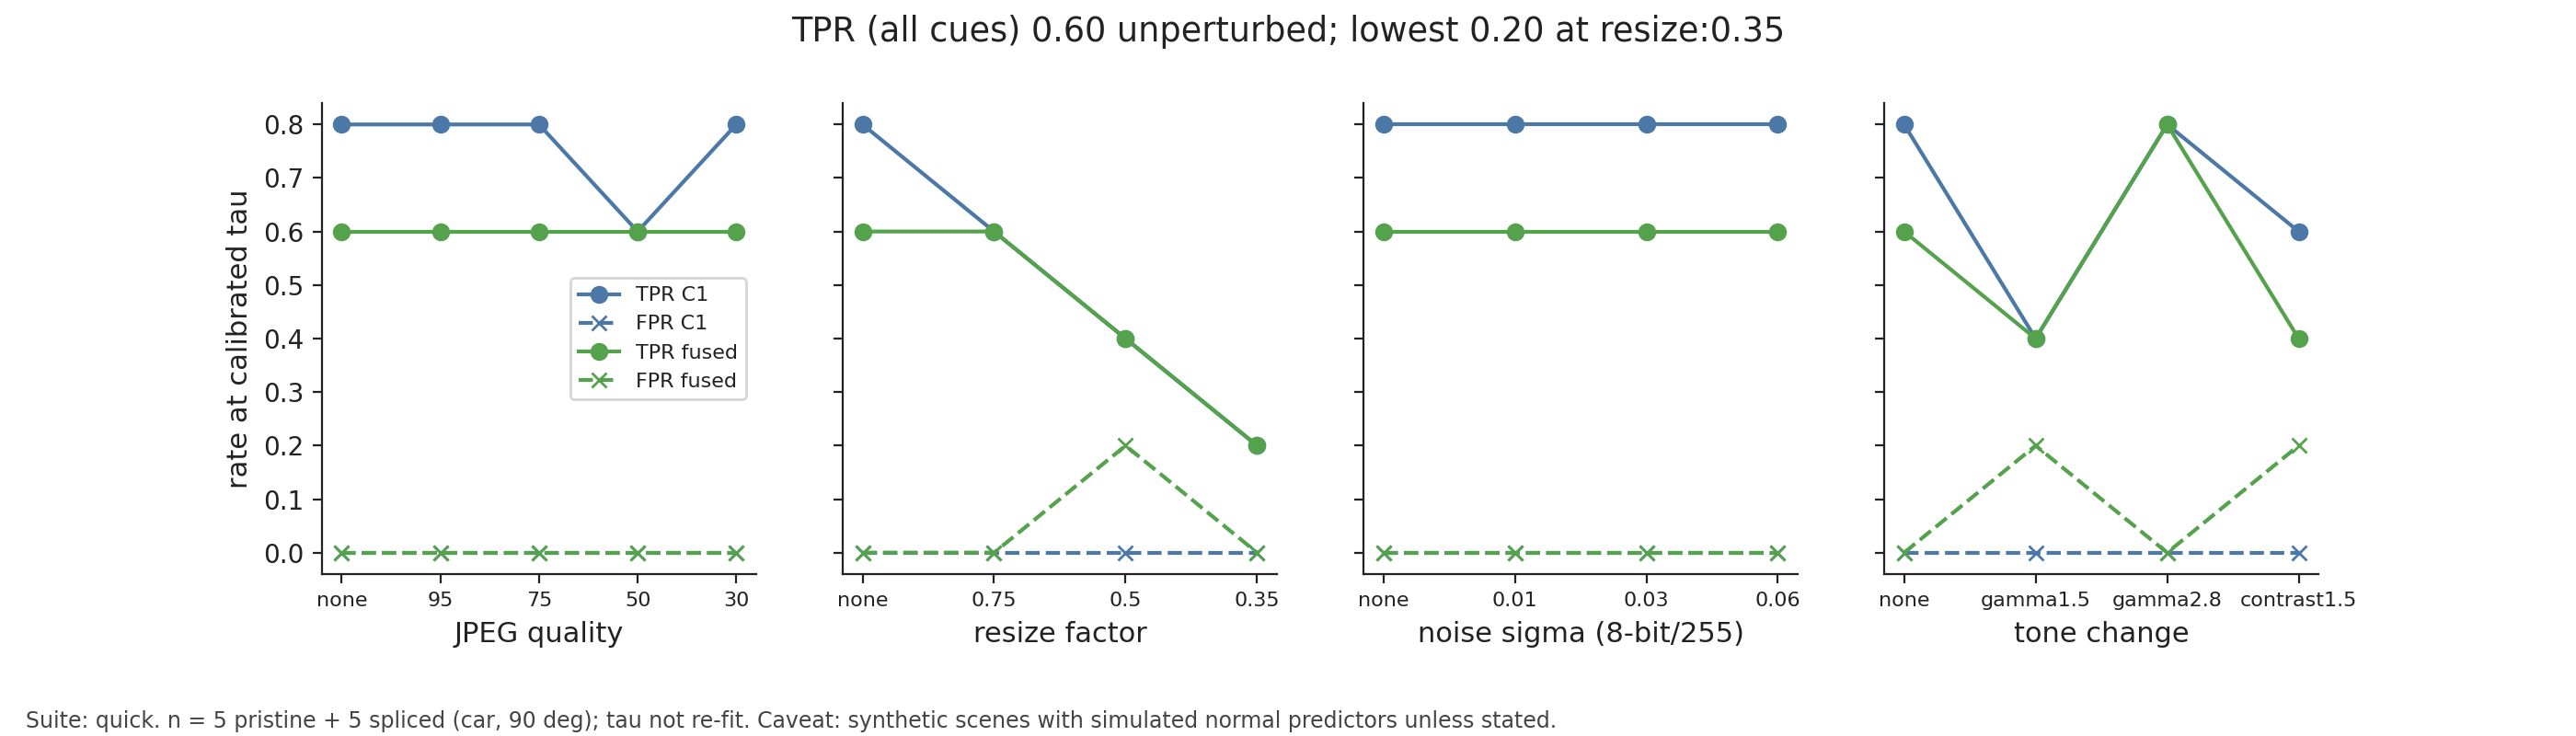 TPR (all cues) 0.60 unperturbed; lowest 0.20 at resize:0.35
rate at calibrated tau
0.8
0.7
0.6
0.5
0.4
0.3
0.2
0.1
0.0
TPR C1
FPR C1
TPR fused
FPR fused
none 95 75 50 30
JPEG quality
none 0.75 0.5 0.35
resize factor
none 0.01 0.03 0.06
noise sigma (8-bit/255)
none gamma1.5 gamma2.8 contrast1.5
tone change
Suite: quick. n = 5 pristine + 5 spliced (car, 90 deg); tau not re-fit. Caveat: synthetic scenes with simulated normal predictors unless stated.